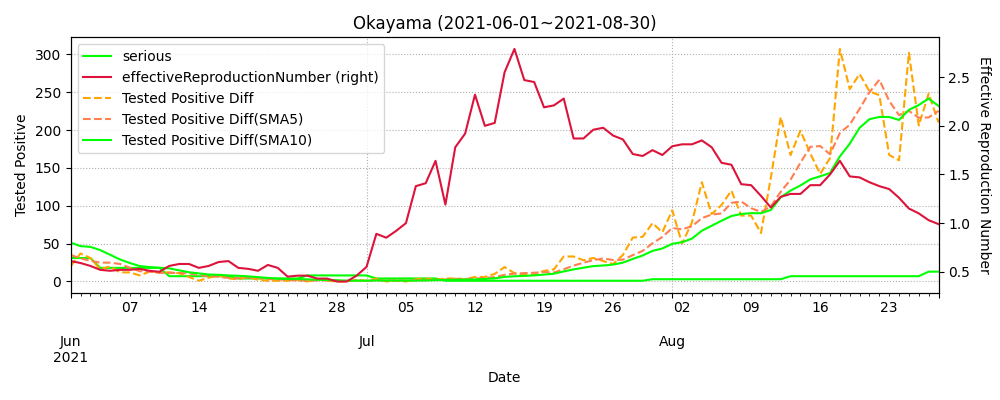 Okayama (2021-06-01~2021-08-30)
serious
effectiveReproductionNumber (right)
Tested Positive Diff
Tested Positive Diff(SMA5)
Tested Positive Diff(SMA10)
Tested Positive
300
250
200
150
100
50
0
2.5
2.0
1.5
1.0
0.5
Effective Reproduction Number
07 14 21 28 05 12 19 26 02 09 16 23
Jun Jul Aug
2021
Date